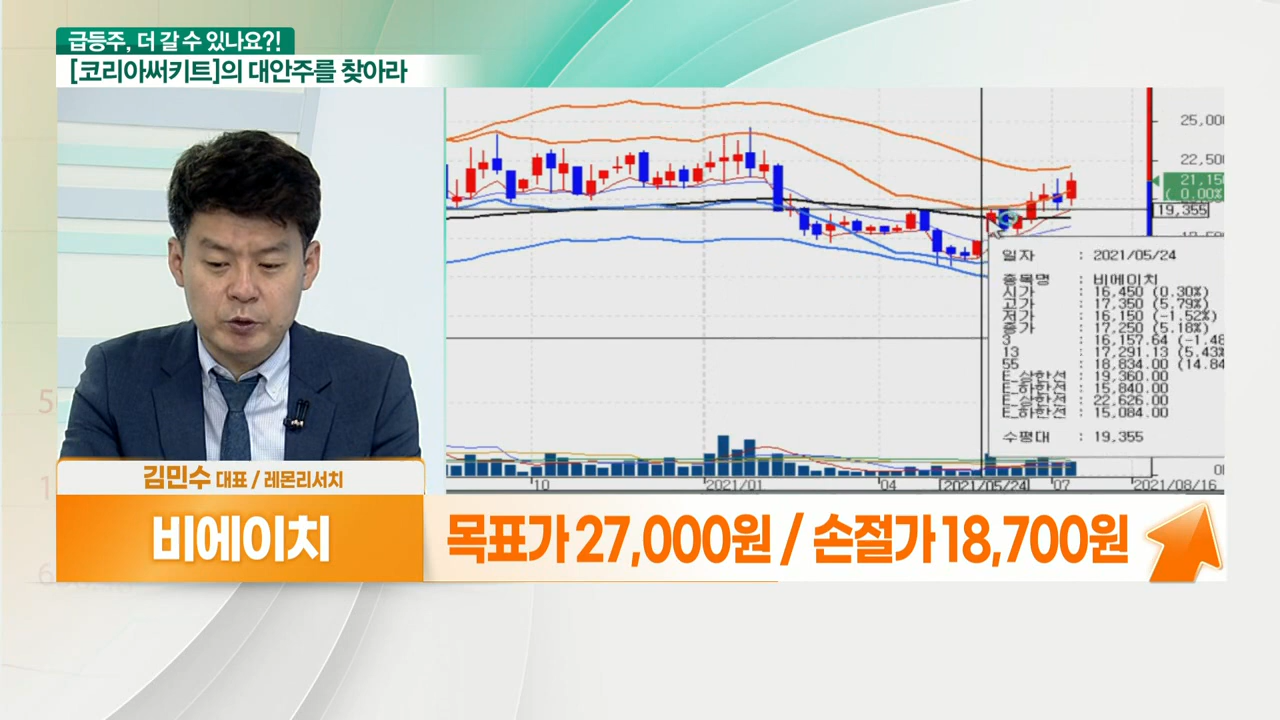 급등주, 더 갈 수 있나요?!
[코리아써키트]의 대안주를 찾아라
25,00
22,50
21,15
( 0.00%
19,355
일자 : 2021/05/24
종목명 : 비에이치
시가 : 16,450 (0.30%)
고가 : 17,350 (5.79%)
저가 : 16,150 (-1.52%)
종가 : 17,250 (5.18%)
3 : 16,157.64 (-1.48
13 : 17,291.13 (5.43%
55 : 18,834.00 (14.84
E_상한선 : 19,360.00
E_하한선 : 15,840.00
E_상한선 : 22,626.00
E_하한선 : 15,084.00
수평대 : 19,355
10 2021/01 04 2021/05/24 07 2021/08/16
김민수 대표 / 레몬리서치
비에이치
목표가 27,000원 / 손절가 18,700원